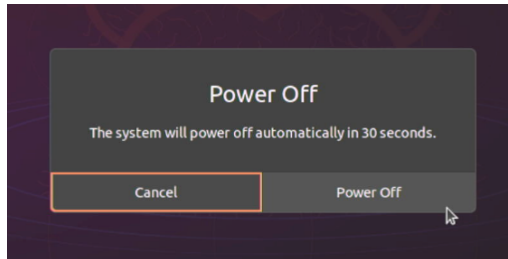 Power Off
The system will power off automatically in 30 seconds.
Cancel
Power Off